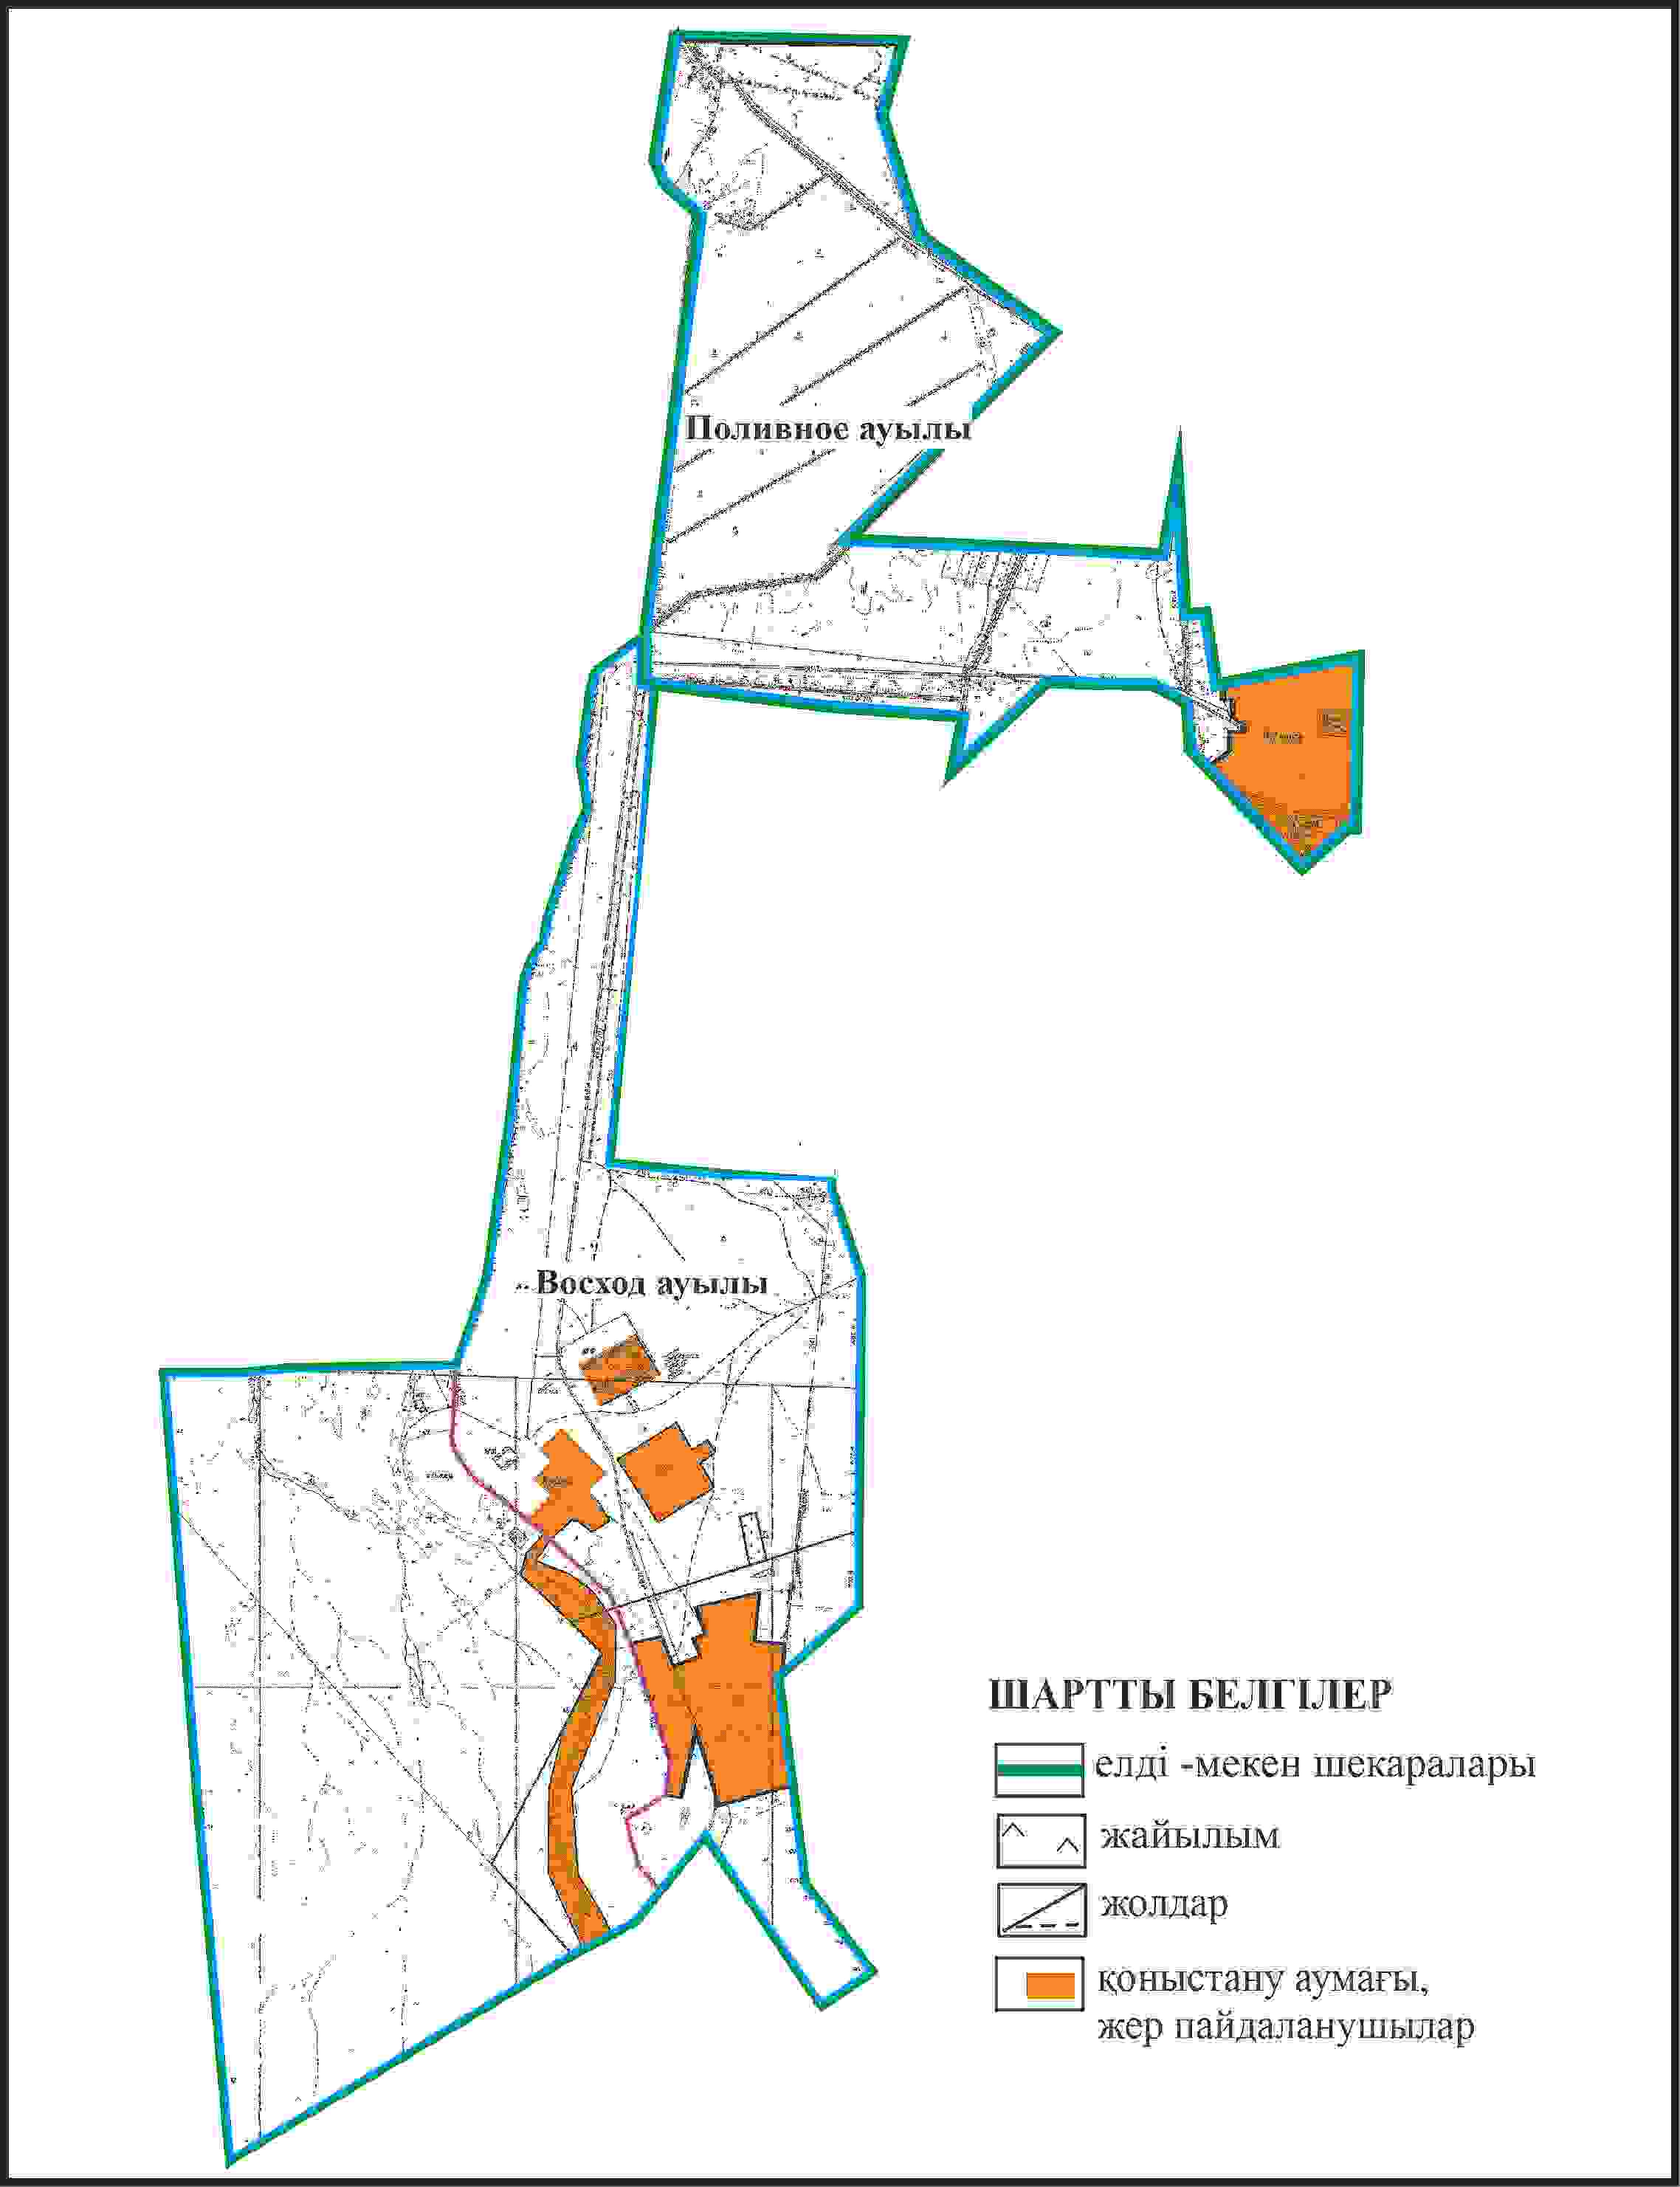 Поливное ауылы
Восход ауылы
ШАРТТЫ БЕЛГІЛЕР
елді -мекен шекаралары
жайылым
жолдар
қоныстану аумағы,
жер пайдаланушылар